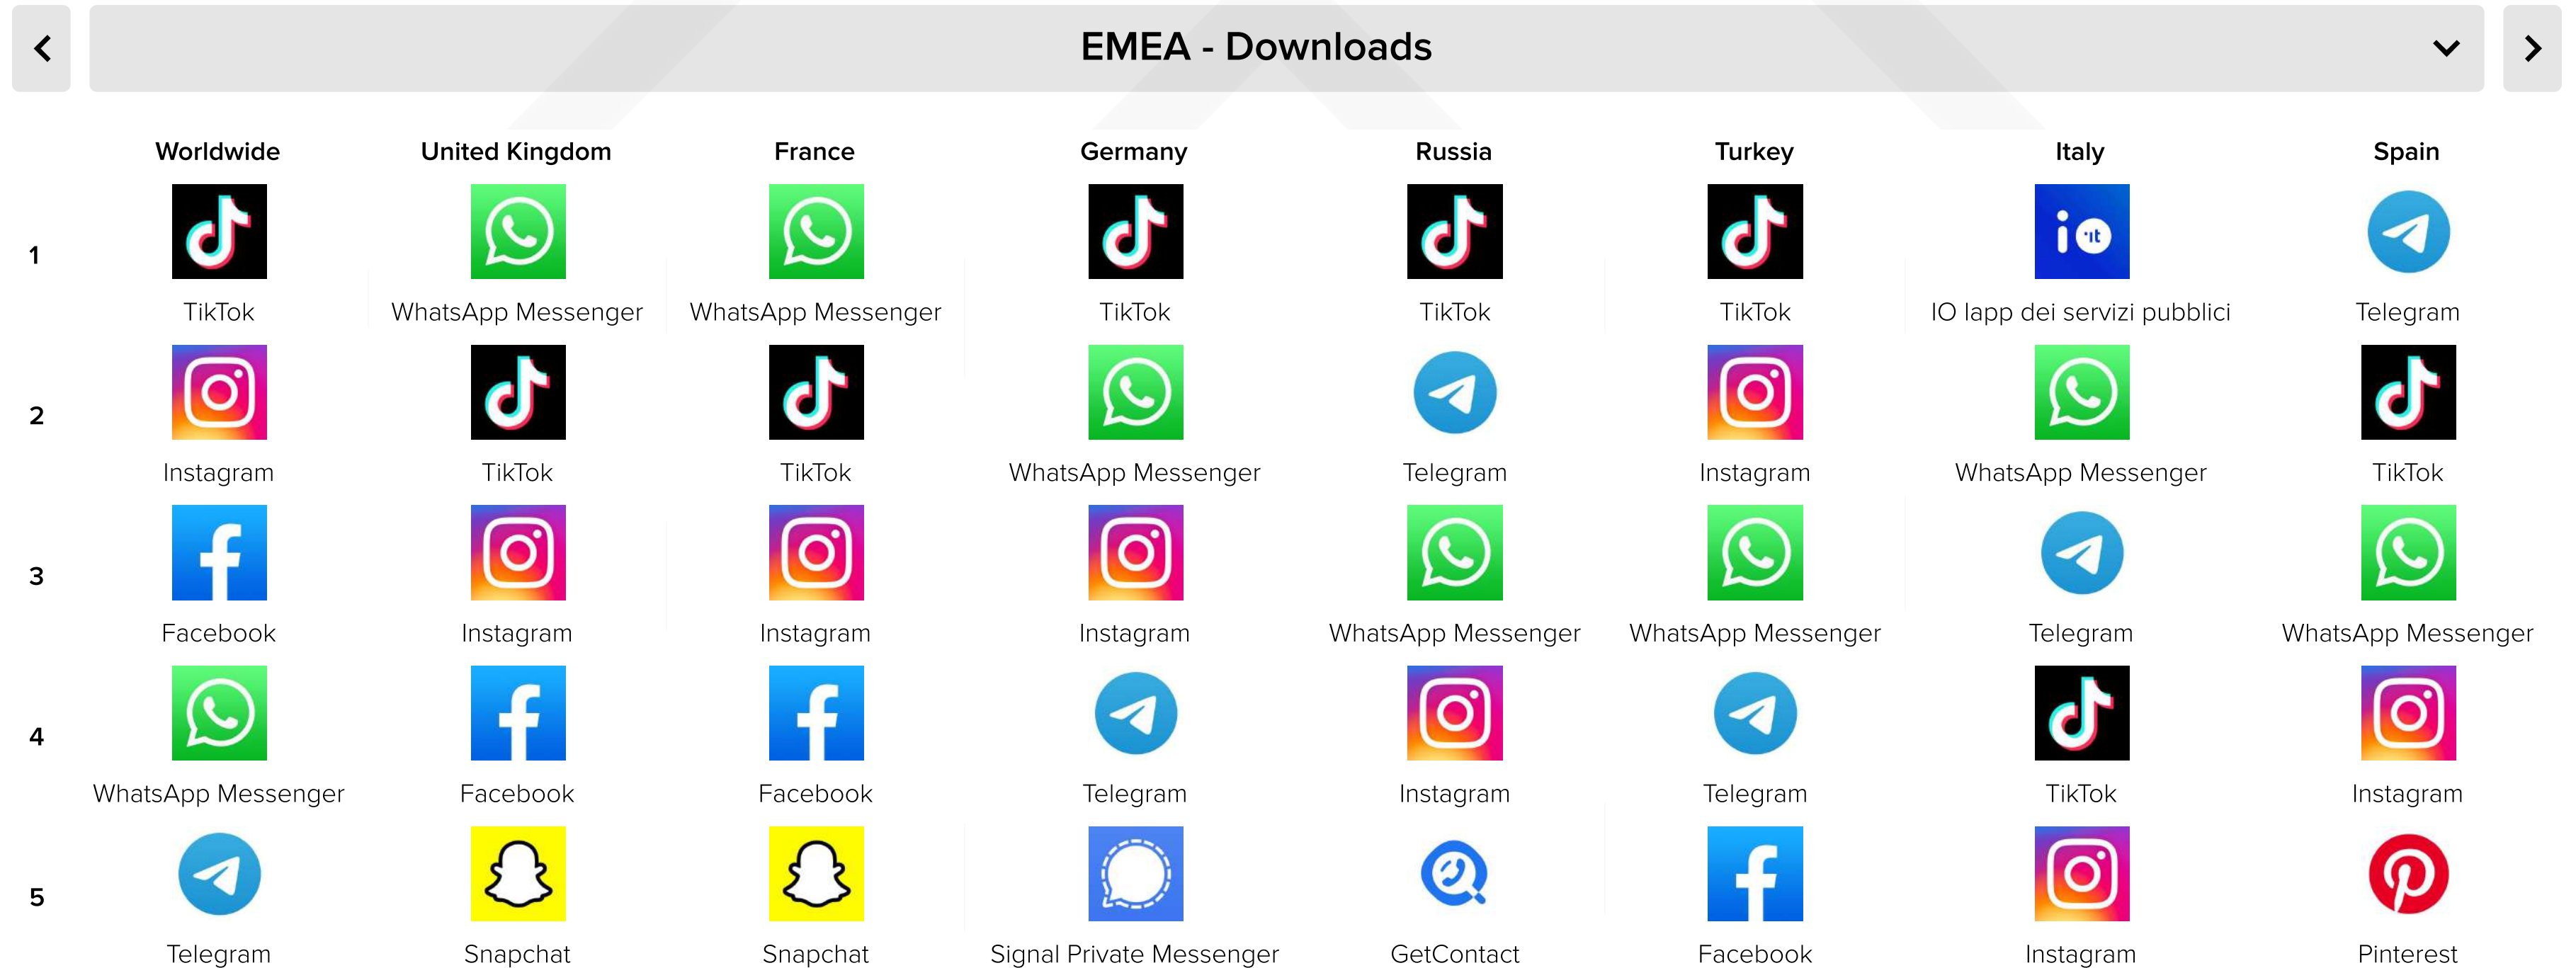 EMEA - Downloads
Worldwide United Kingdom France Germany Russia Turkey Italy Spain
1
TikTok WhatsApp Messenger WhatsApp Messenger TikTok TikTok TikTok IO lapp dei servizi pubblici Telegram
2
Instagram TikTok TikTok WhatsApp Messenger Telegram Instagram WhatsApp Messenger TikTok
3
Facebook Instagram Instagram Instagram WhatsApp Messenger WhatsApp Messenger Telegram WhatsApp Messenger
4
WhatsApp Messenger Facebook Facebook Telegram Instagram Telegram TikTok Instagram
5
Telegram Snapchat Snapchat Signal Private Messenger GetContact Facebook Instagram Pinterest